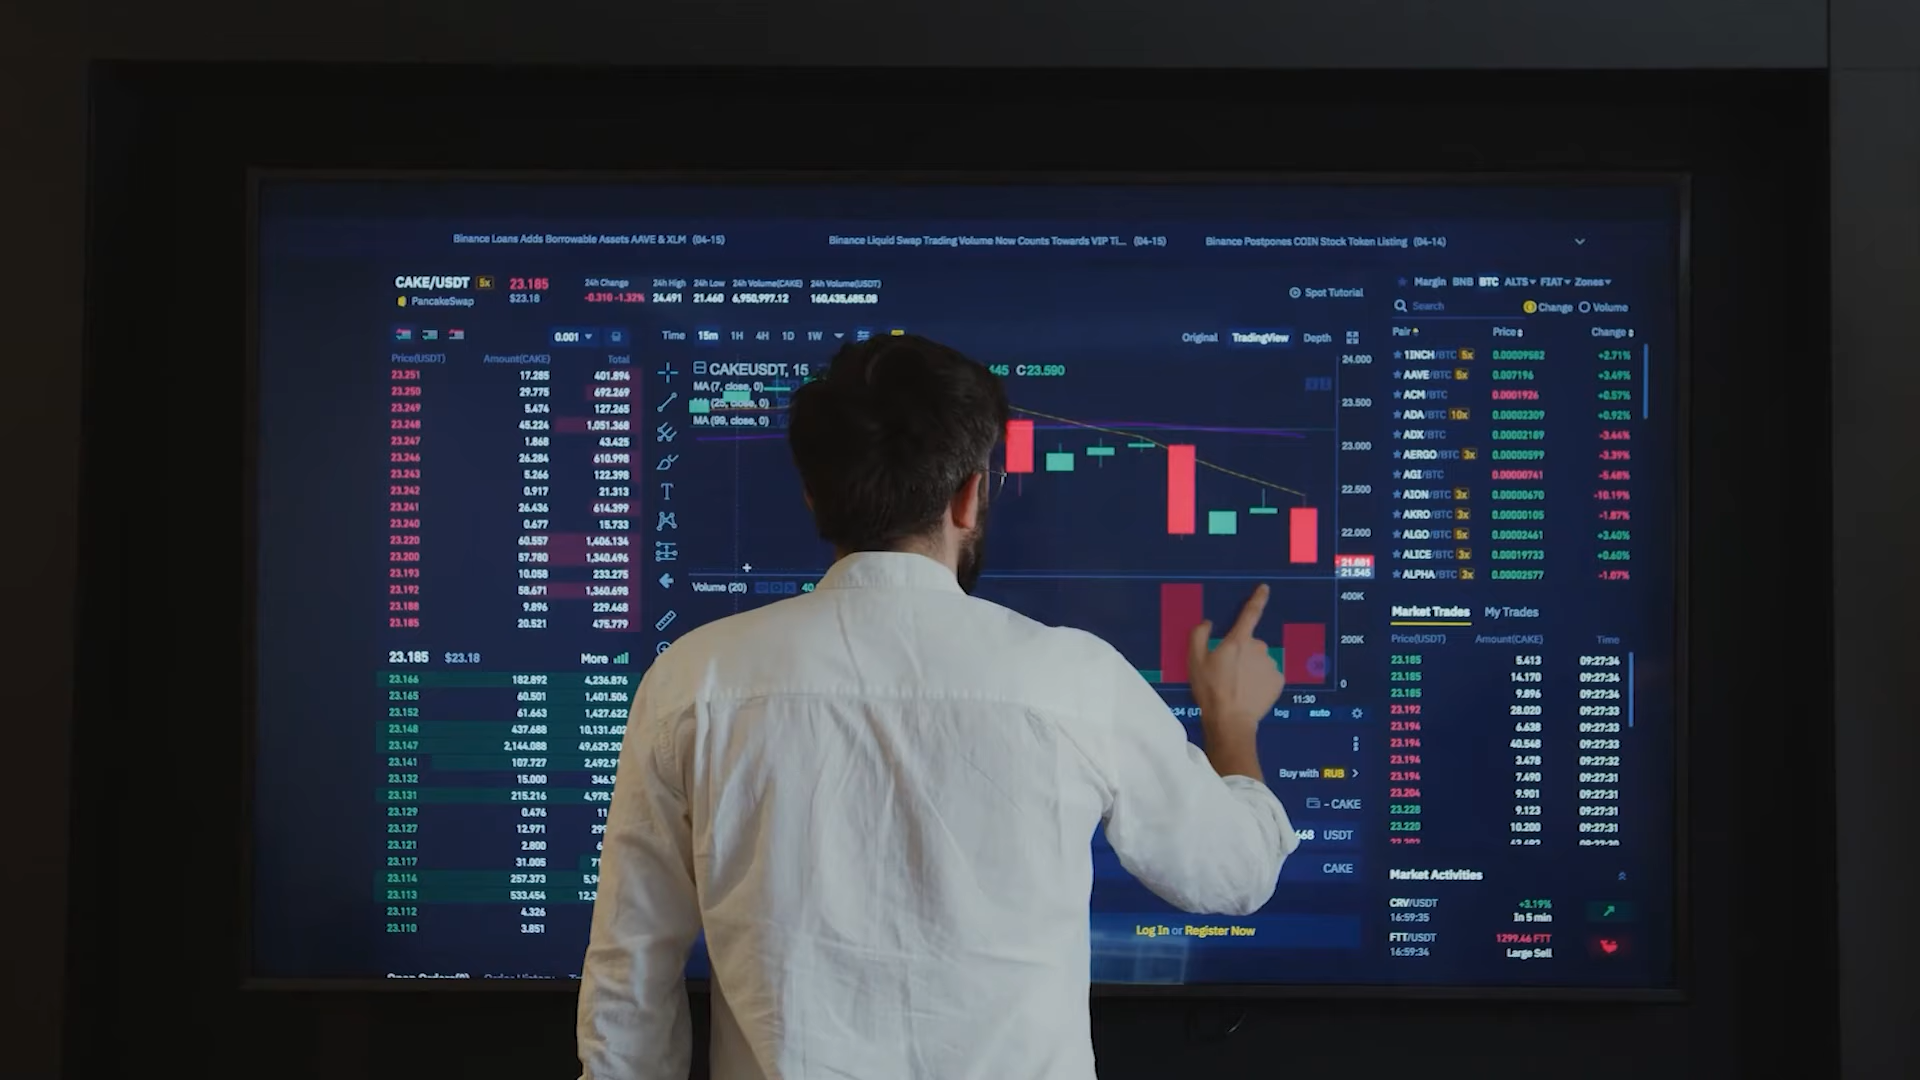 Binance Loans Adds Borrowable Assets AAVE & XLM (04-15)
Binance Liquid Swap Trading Volume Now Counts Towards VIP Ti... (04-15)
Binance Postpones COIN Stock Token Listing (04-14)
CAKE/USDT 5x 23.185
PancakeSwap $23.18
24h Change 24h High 24h Low 24h Volume(CAKE) 24h Volume(USDT)
-0.310 -1.32% 24.491 21.460 6,950,997.12 160,435,685.08
Spot Tutorial
0.001
Price(USDT) Amount(CAKE) Total
23.251 17.285 401.894
23.250 29.775 692.269
23.249 5.474 127.265
23.248 45.224 1,051.368
23.247 1.868 43.425
23.246 26.284 610.998
23.243 5.266 122.398
23.242 0.917 21.313
23.241 26.436 614.399
23.240 0.677 15.733
23.220 60.557 1,406.134
23.200 57.780 1,340.496
23.193 10.058 233.275
23.192 58.671 1,360.698
23.188 9.896 229.468
23.185 20.521 475.779
23.185 $23.18 More
23.166 182.892 4,236.876
23.165 60.501 1,401.506
23.152 61.663 1,427.622
23.148 437.688 10,131.602
23.147 2,144.088 49,629.20
23.141 107.727 2,492.9
23.132 15.000 346.9
23.131 215.216 4,978.
23.129 0.476 11
23.127 12.971 29
23.121 2.800 6
23.117 31.005 71
23.114 257.373 5,9
23.113 533.454 12,3
23.112 4.326
23.110 3.851
Open Orders(0) Order History
Time 15m 1H 4H 1D 1W
Original TradingView Depth
CAKEUSDT, 15 445 C23.590
MA (7, close, 0)
MA (25, close, 0)
MA (99, close, 0)
24.000
23.500
23.000
22.500
22.000
21.681
21.545
Volume (20) 40
400K
200K
0
11:30
log auto
Buy with RUB
- CAKE
668 USDT
CAKE
Log In or Register Now
Margin BNB BTC ALTS FIAT Zones
Search Change Volume
Pair Price Change
1INCH/BTC 5x 0.00009582 +2.71%
AAVE/BTC 5x 0.007196 +3.49%
ACM/BTC 0.0001926 +0.57%
ADA/BTC 10x 0.00002309 +0.92%
ADX/BTC 0.00002189 -3.44%
AERGO/BTC 3x 0.00000599 -3.39%
AGI/BTC 0.00000741 -5.48%
AION/BTC 3x 0.00000670 -10.19%
AKRO/BTC 3x 0.00000105 -1.87%
ALGO/BTC 5x 0.00002461 +3.40%
ALICE/BTC 3x 0.00019733 +0.60%
ALPHA/BTC 3x 0.00002577 -1.07%
Market Trades My Trades
Price(USDT) Amount(CAKE) Time
23.185 5.413 09:27:34
23.185 14.170 09:27:34
23.185 9.896 09:27:34
23.192 28.020 09:27:33
23.194 6.638 09:27:33
23.194 40.548 09:27:33
23.194 3.478 09:27:32
23.194 7.490 09:27:31
23.204 9.901 09:27:31
23.228 9.123 09:27:31
23.220 10.200 09:27:31
Market Activities
CRV/USDT +3.19%
16:59:35 In 5 min
FTT/USDT 1299.46 FTT
16:59:34 Large Sell